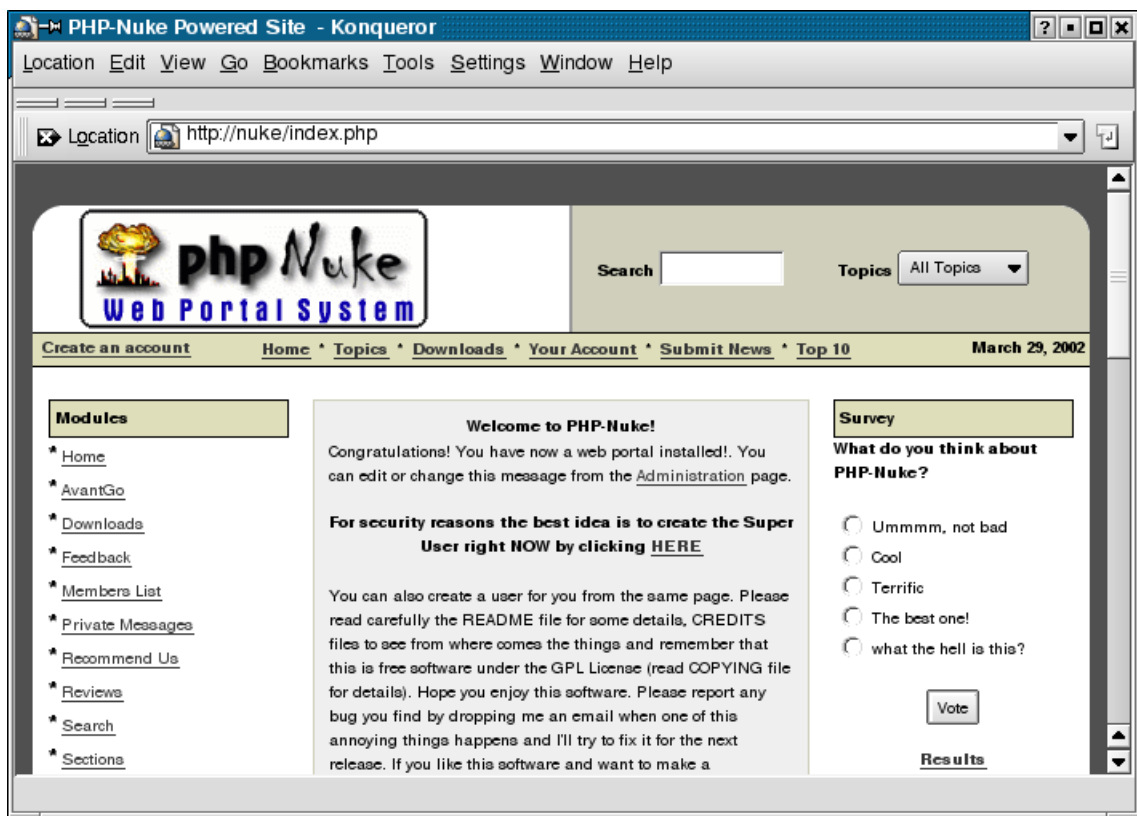 PHP-Nuke Powered Site - Konqueror
Location Edit View Go Bookmarks Tools Settings Window Help
Location http://nuke/index.php
php Nuke
Web Portal System
Search
Topics All Topics
Create an account
Home * Topics * Downloads * Your Account * Submit News * Top 10
March 29, 2002
Modules
* Home
* AvantGo
* Downloads
* Feedback
* Members List
* Private Messages
* Recommend Us
* Reviews
* Search
* Sections
Welcome to PHP-Nuke!
Congratulations! You have now a web portal installed!. You
can edit or change this message from the Administration page.
For security reasons the best idea is to create the Super
User right NOW by clicking HERE
You can also create a user for you from the same page. Please
read carefully the README file for some details, CREDITS
files to see from where comes the things and remember that
this is free software under the GPL License (read COPYING file
for details). Hope you enjoy this software. Please report any
bug you find by dropping me an email when one of this
annoying things happens and I'll try to fix it for the next
release. If you like this software and want to make a
Survey
What do you think about
PHP-Nuke?
Ummmm, not bad
Cool
Terrific
The best one!
what the hell is this?
Vote
Results